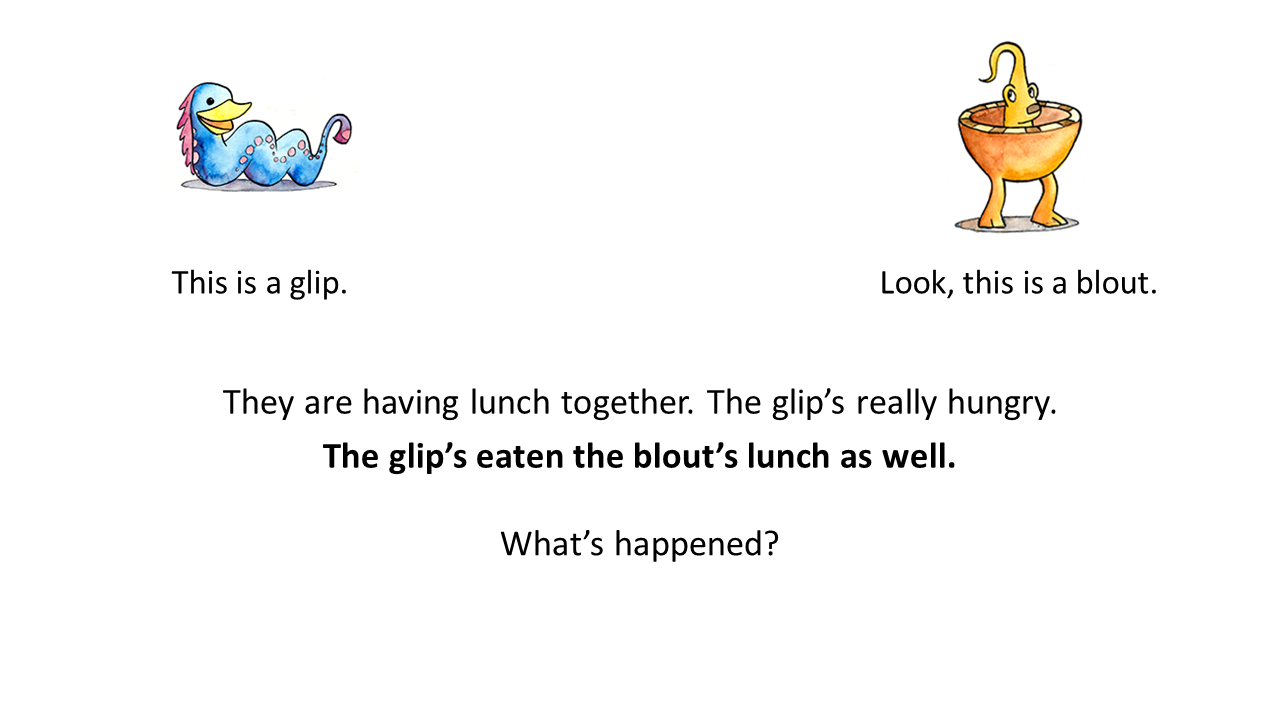 This is a glip.
Look, this is a blout.
They are having lunch together. The glip’s really hungry.
The glip’s eaten the blout’s lunch as well.
What’s happened?